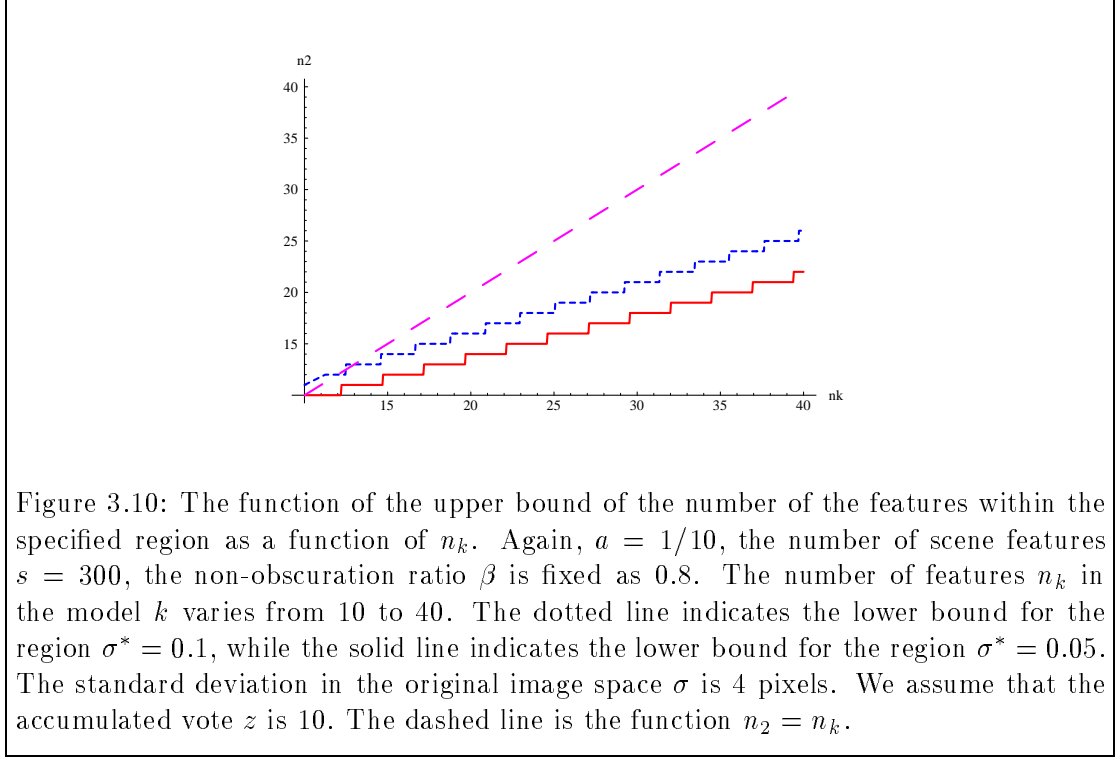 n2
40
35
30
25
20
15
15 20 25 30 35 40 nk
Figure 3.10: The function of the upper bound of the number of the features within the
specified region as a function of n_k. Again, a = 1/10, the number of scene features
s = 300, the non-obscuration ratio β is fixed as 0.8. The number of features n_k in
the model k varies from 10 to 40. The dotted line indicates the lower bound for the
region σ* = 0.1, while the solid line indicates the lower bound for the region σ* = 0.05.
The standard deviation in the original image space σ is 4 pixels. We assume that the
accumulated vote z is 10. The dashed line is the function n_2 = n_k.